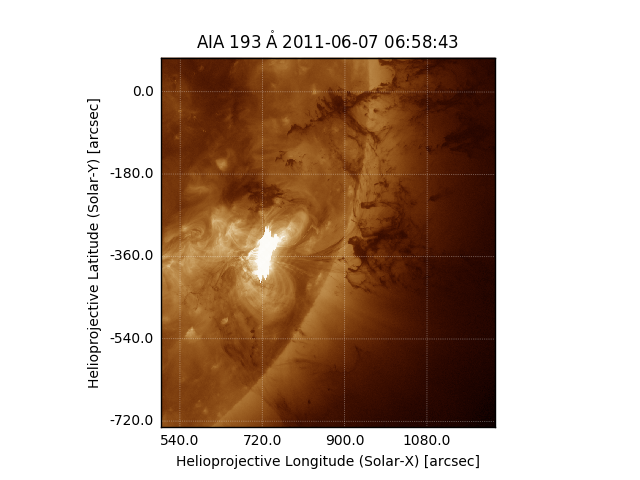 AIA 193 Å 2011-06-07 06:58:43
Helioprojective Latitude (Solar-Y) [arcsec]
0.0
-180.0
-360.0
-540.0
-720.0
540.0 720.0 900.0 1080.0
Helioprojective Longitude (Solar-X) [arcsec]